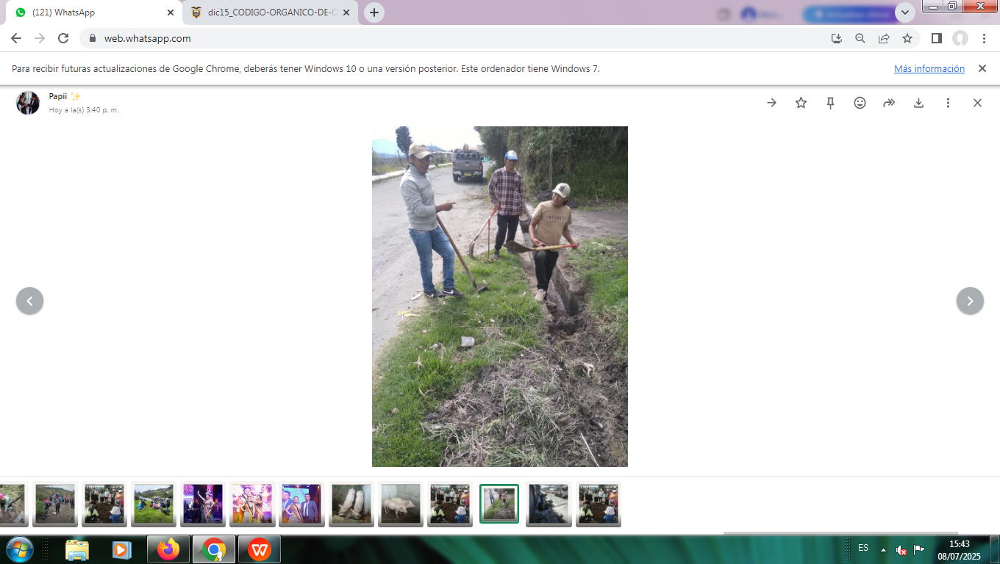 (121) WhatsApp
dic15_CODIGO-ORGANICO-DE-C
web.whatsapp.com
Para recibir futuras actualizaciones de Google Chrome, deberás tener Windows 10 o una versión posterior. Este ordenador tiene Windows 7.
Más información
Papii ✨
Hoy a la(s) 3:40 p. m.
INFINITY
ES
15:43
08/07/2025